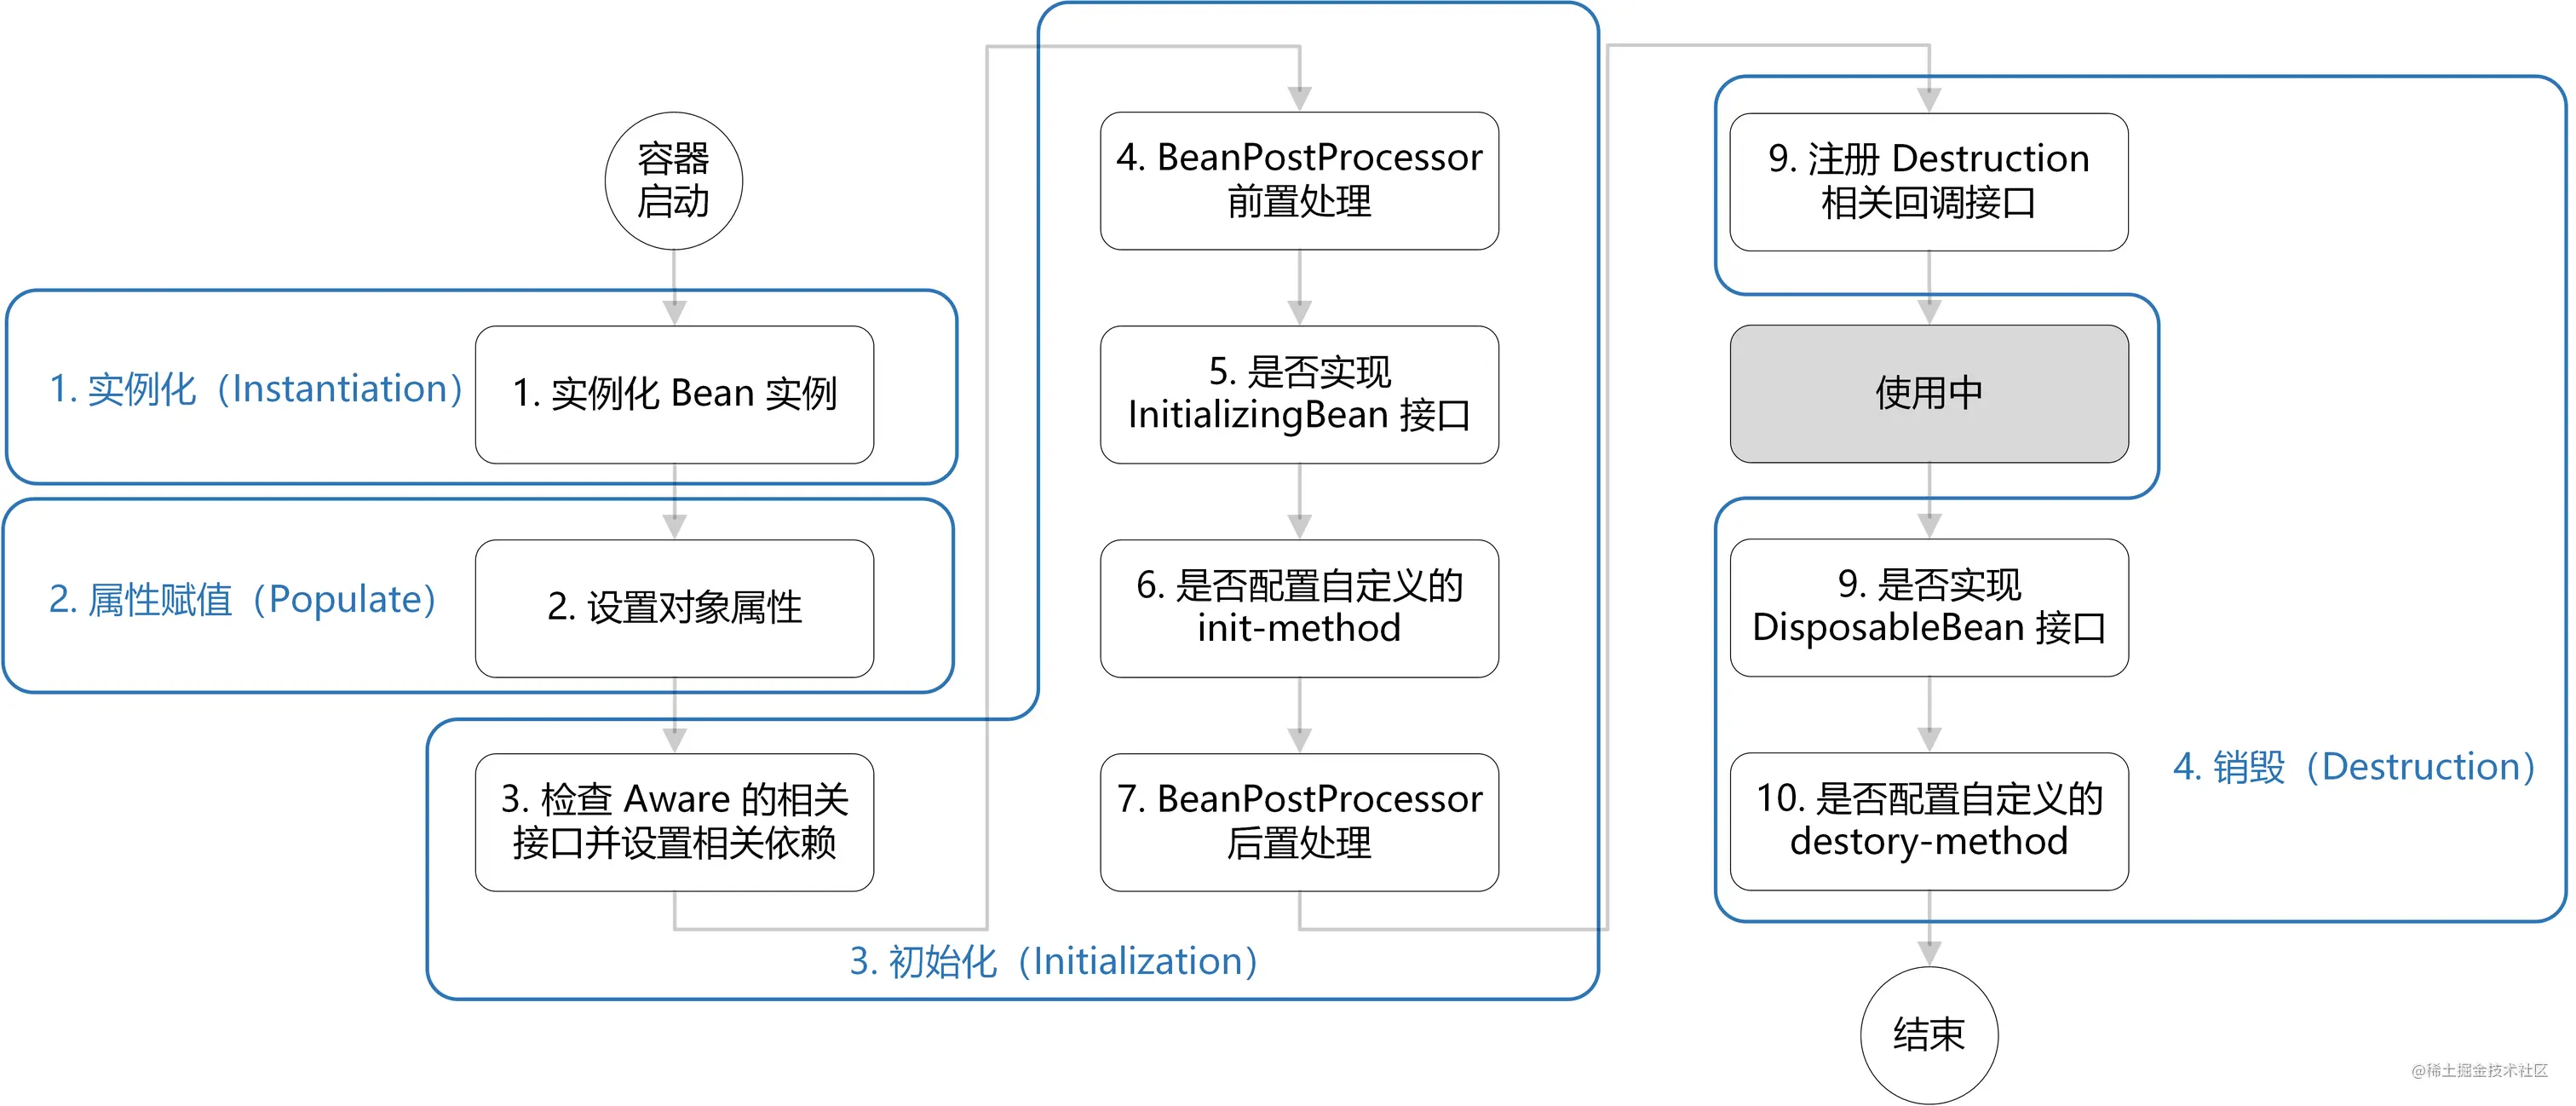 容器
启动
1. 实例化（Instantiation）
1. 实例化 Bean 实例
2. 属性赋值（Populate）
2. 设置对象属性
3. 检查 Aware 的相关
接口并设置相关依赖
3. 初始化（Initialization）
4. BeanPostProcessor
前置处理
5. 是否实现
InitializingBean 接口
6. 是否配置自定义的
init-method
7. BeanPostProcessor
后置处理
9. 注册 Destruction
相关回调接口
使用中
9. 是否实现
DisposableBean 接口
10. 是否配置自定义的
destory-method
4. 销毁（Destruction）
结束
@稀土掘金技术社区